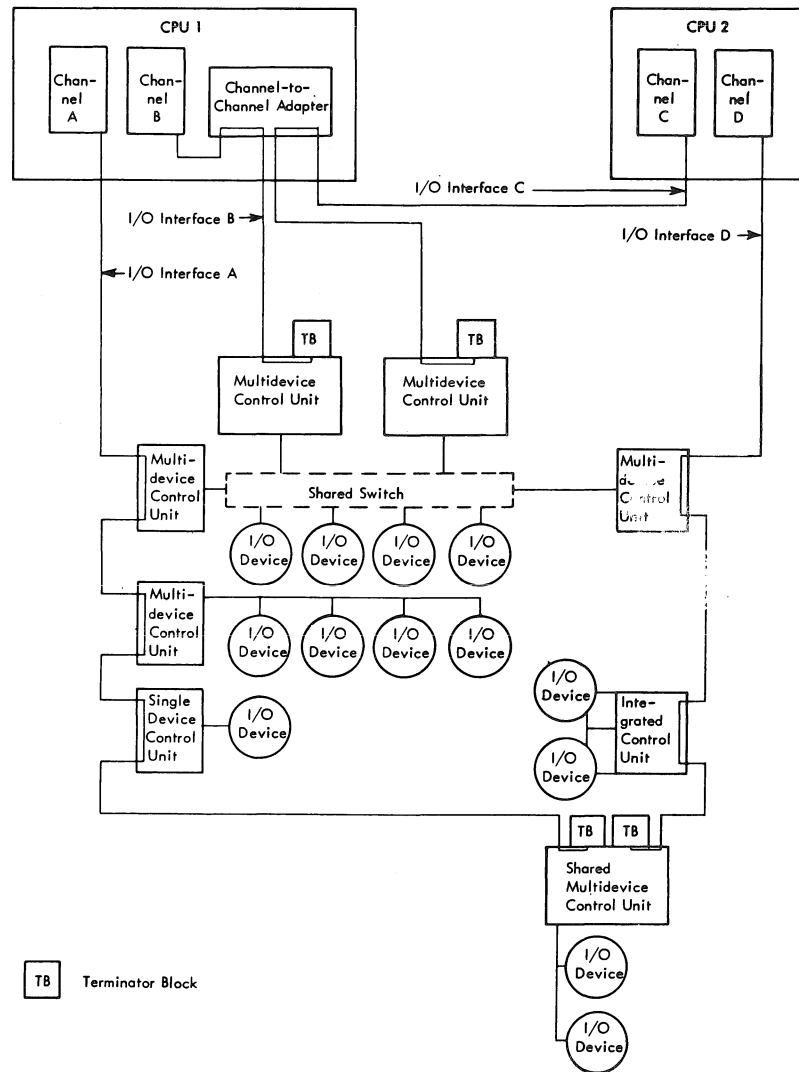 CPU 1
CPU 2
Chan-
nel
A
Chan-
nel
B
Channel-to-
Channel Adapter
Chan-
nel
C
Chan-
nel
D
I/O Interface C
I/O Interface B
I/O Interface D
I/O Interface A
TB
TB
Multidevice
Control Unit
Multidevice
Control Unit
Multi-
device
Control
Unit
Shared Switch
Multi-
device
Control
Unit
I/O
Device
I/O
Device
I/O
Device
I/O
Device
Multi-
device
Control
Unit
I/O
Device
I/O
Device
I/O
Device
I/O
Device
Single
Device
Control
Unit
I/O
Device
I/O
Device
I/O
Device
Inte-
grated
Control
Unit
TB
TB
Shared
Multidevice
Control Unit
I/O
Device
I/O
Device
TB
Terminator Block